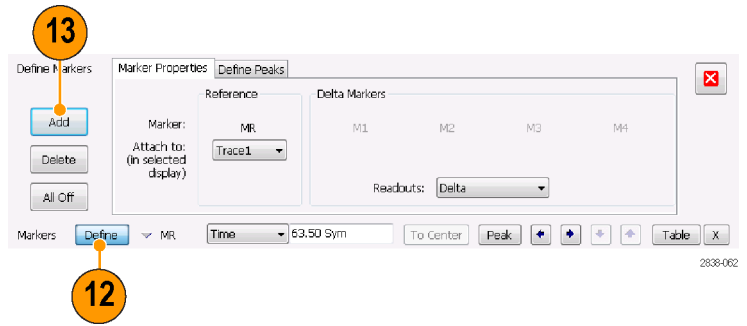 13
Define Markers
Marker Properties Define Peaks
Reference Delta Markers
Add Marker: MR M1 M2 M3 M4
Attach to:
(in selected
display)
Trace1
Delete
Readouts: Delta
All Off
Markers Define MR Time 63.50 Sym To Center Peak Table X
2838-062
12